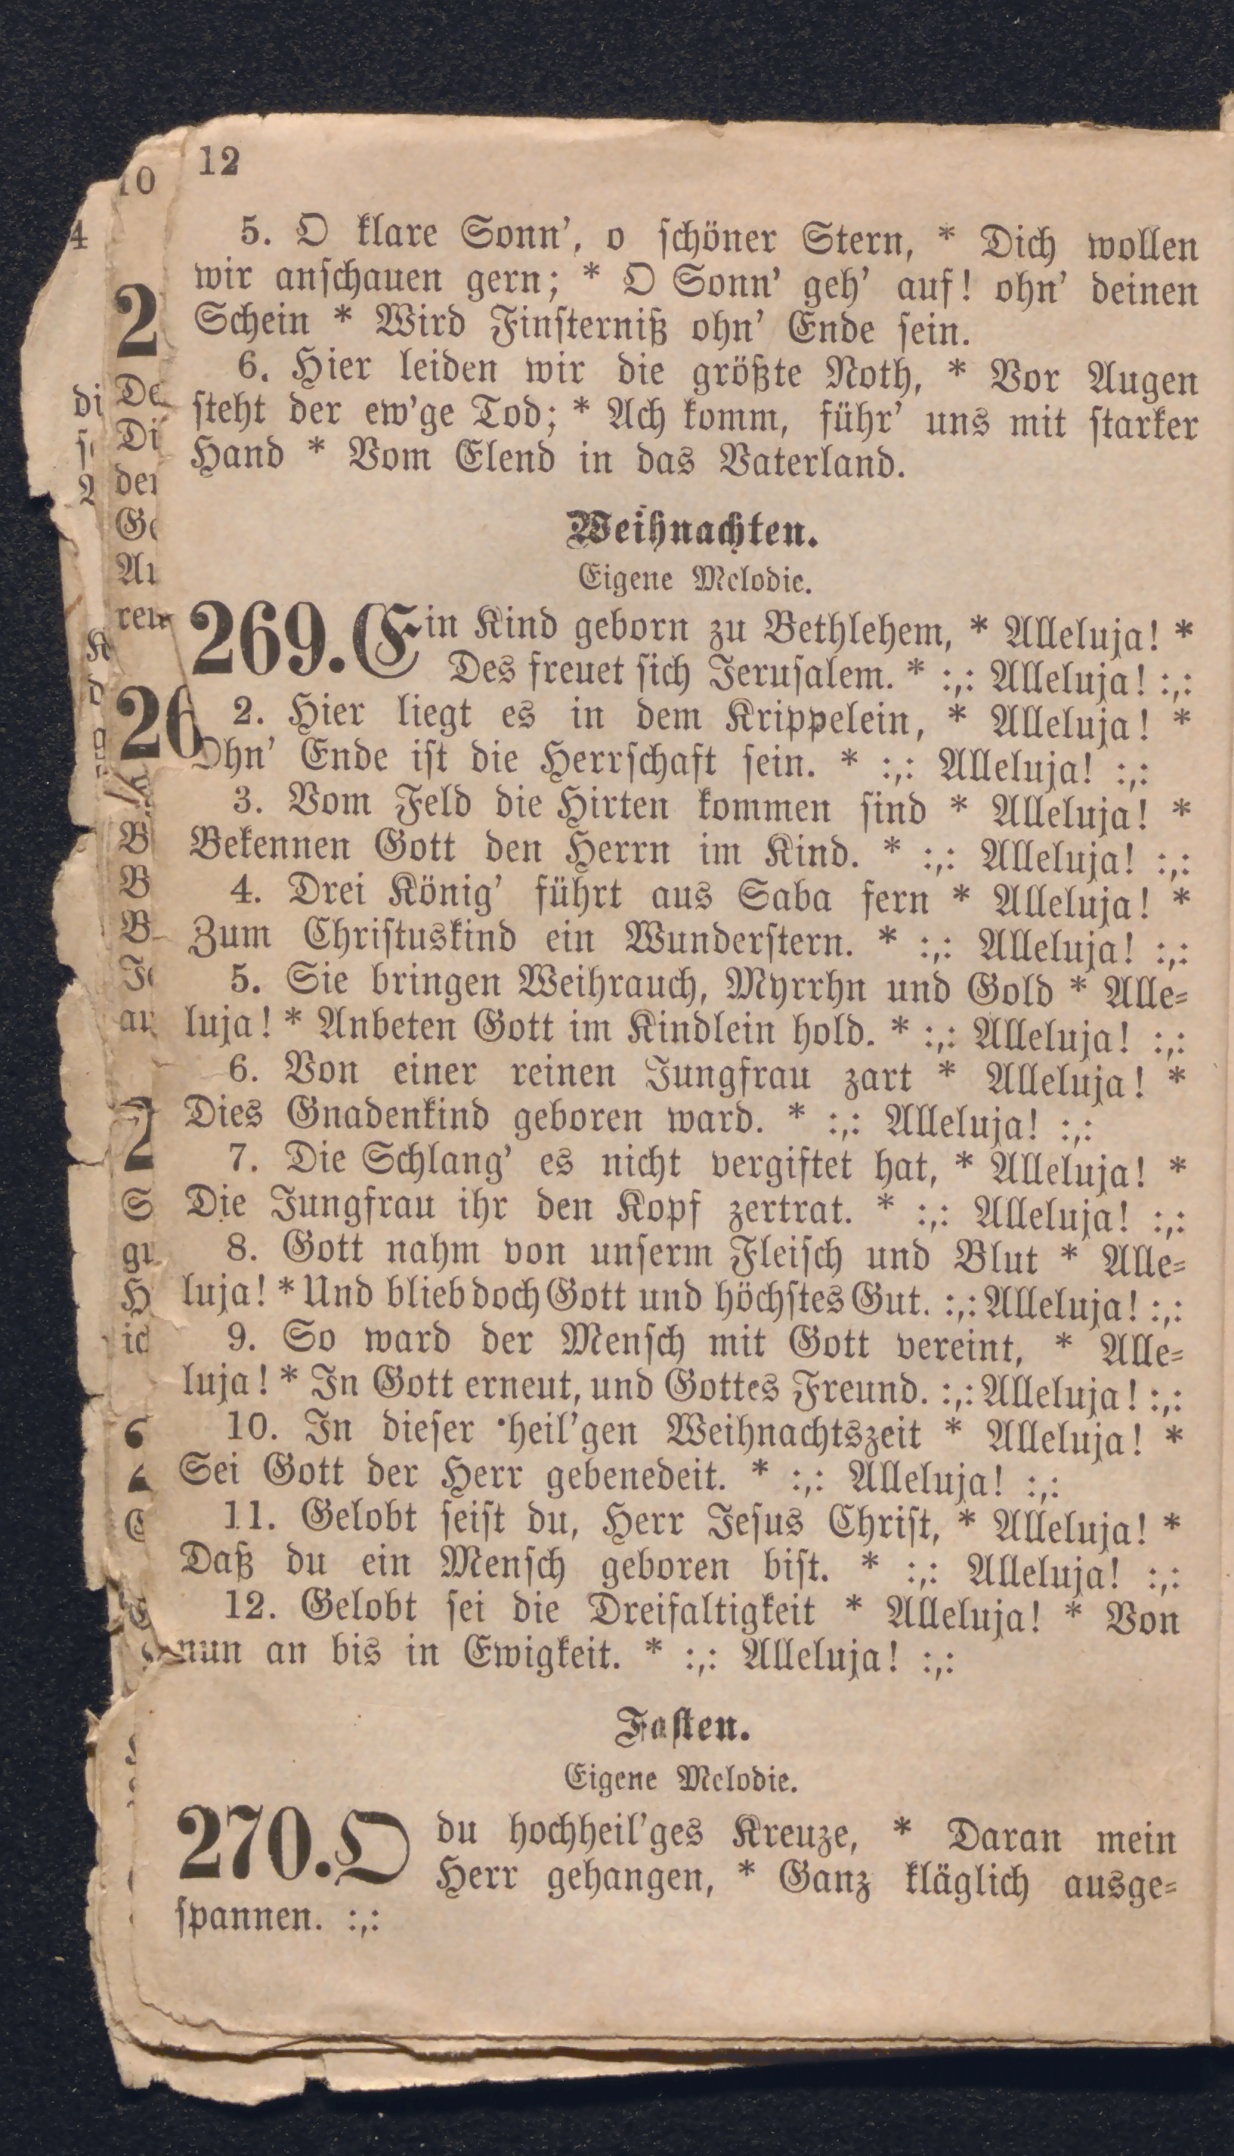 12
5. O klare Sonn’, o schöner Stern, * Dich wollen
wir anschauen gern; * O Sonn’ geh’ auf! ohn’ deinen
Schein * Wird Finsterniß ohn’ Ende sein.
6. Hier leiden wir die größte Noth, * Vor Augen
steht der ew’ge Tod; * Ach komm, führ’ uns mit starker
Hand * Vom Elend in das Vaterland.
Weihnachten.
Eigene Melodie.
269. Ein Kind geborn zu Bethlehem, * Alleluja! *
Des freuet sich Jerusalem. * :,: Alleluja! :,:
2. Hier liegt es in dem Krippelein, * Alleluja! *
Ohn’ Ende ist die Herrschaft sein. * :,: Alleluja! :,:
3. Vom Feld die Hirten kommen sind * Alleluja! *
Bekennen Gott den Herrn im Kind. * :,: Alleluja! :,:
4. Drei König’ führt aus Saba fern * Alleluja! *
Zum Christuskind ein Wunderstern. * :,: Alleluja! :,:
5. Sie bringen Weihrauch, Myrrhn und Gold * Alle-
luja! * Anbeten Gott im Kindlein hold. * :,: Alleluja! :,:
6. Von einer reinen Jungfrau zart * Alleluja! *
Dies Gnadenkind geboren ward. * :,: Alleluja! :,:
7. Die Schlang’ es nicht vergiftet hat, * Alleluja! *
Die Jungfrau ihr den Kopf zertrat. * :,: Alleluja! :,:
8. Gott nahm von unserm Fleisch und Blut * Alle-
luja! * Und blieb doch Gott und höchstes Gut. :,: Alleluja! :,:
9. So ward der Mensch mit Gott vereint, * Alle-
luja! * In Gott erneut, und Gottes Freund. :,: Alleluja! :,:
10. In dieser heil’gen Weihnachtszeit * Alleluja! *
Sei Gott der Herr gebenedeit. * :,: Alleluja! :,:
11. Gelobt seist du, Herr Jesus Christ, * Alleluja! *
Daß du ein Mensch geboren bist. * :,: Alleluja! :,:
12. Gelobt sei die Dreifaltigkeit * Alleluja! * Von
nun an bis in Ewigkeit. * :,: Alleluja! :,:
Fasten.
Eigene Melodie.
270. O du hochheil’ges Kreuze, * Daran mein
Herr gehangen, * Ganz kläglich ausge-
spannen. :,: